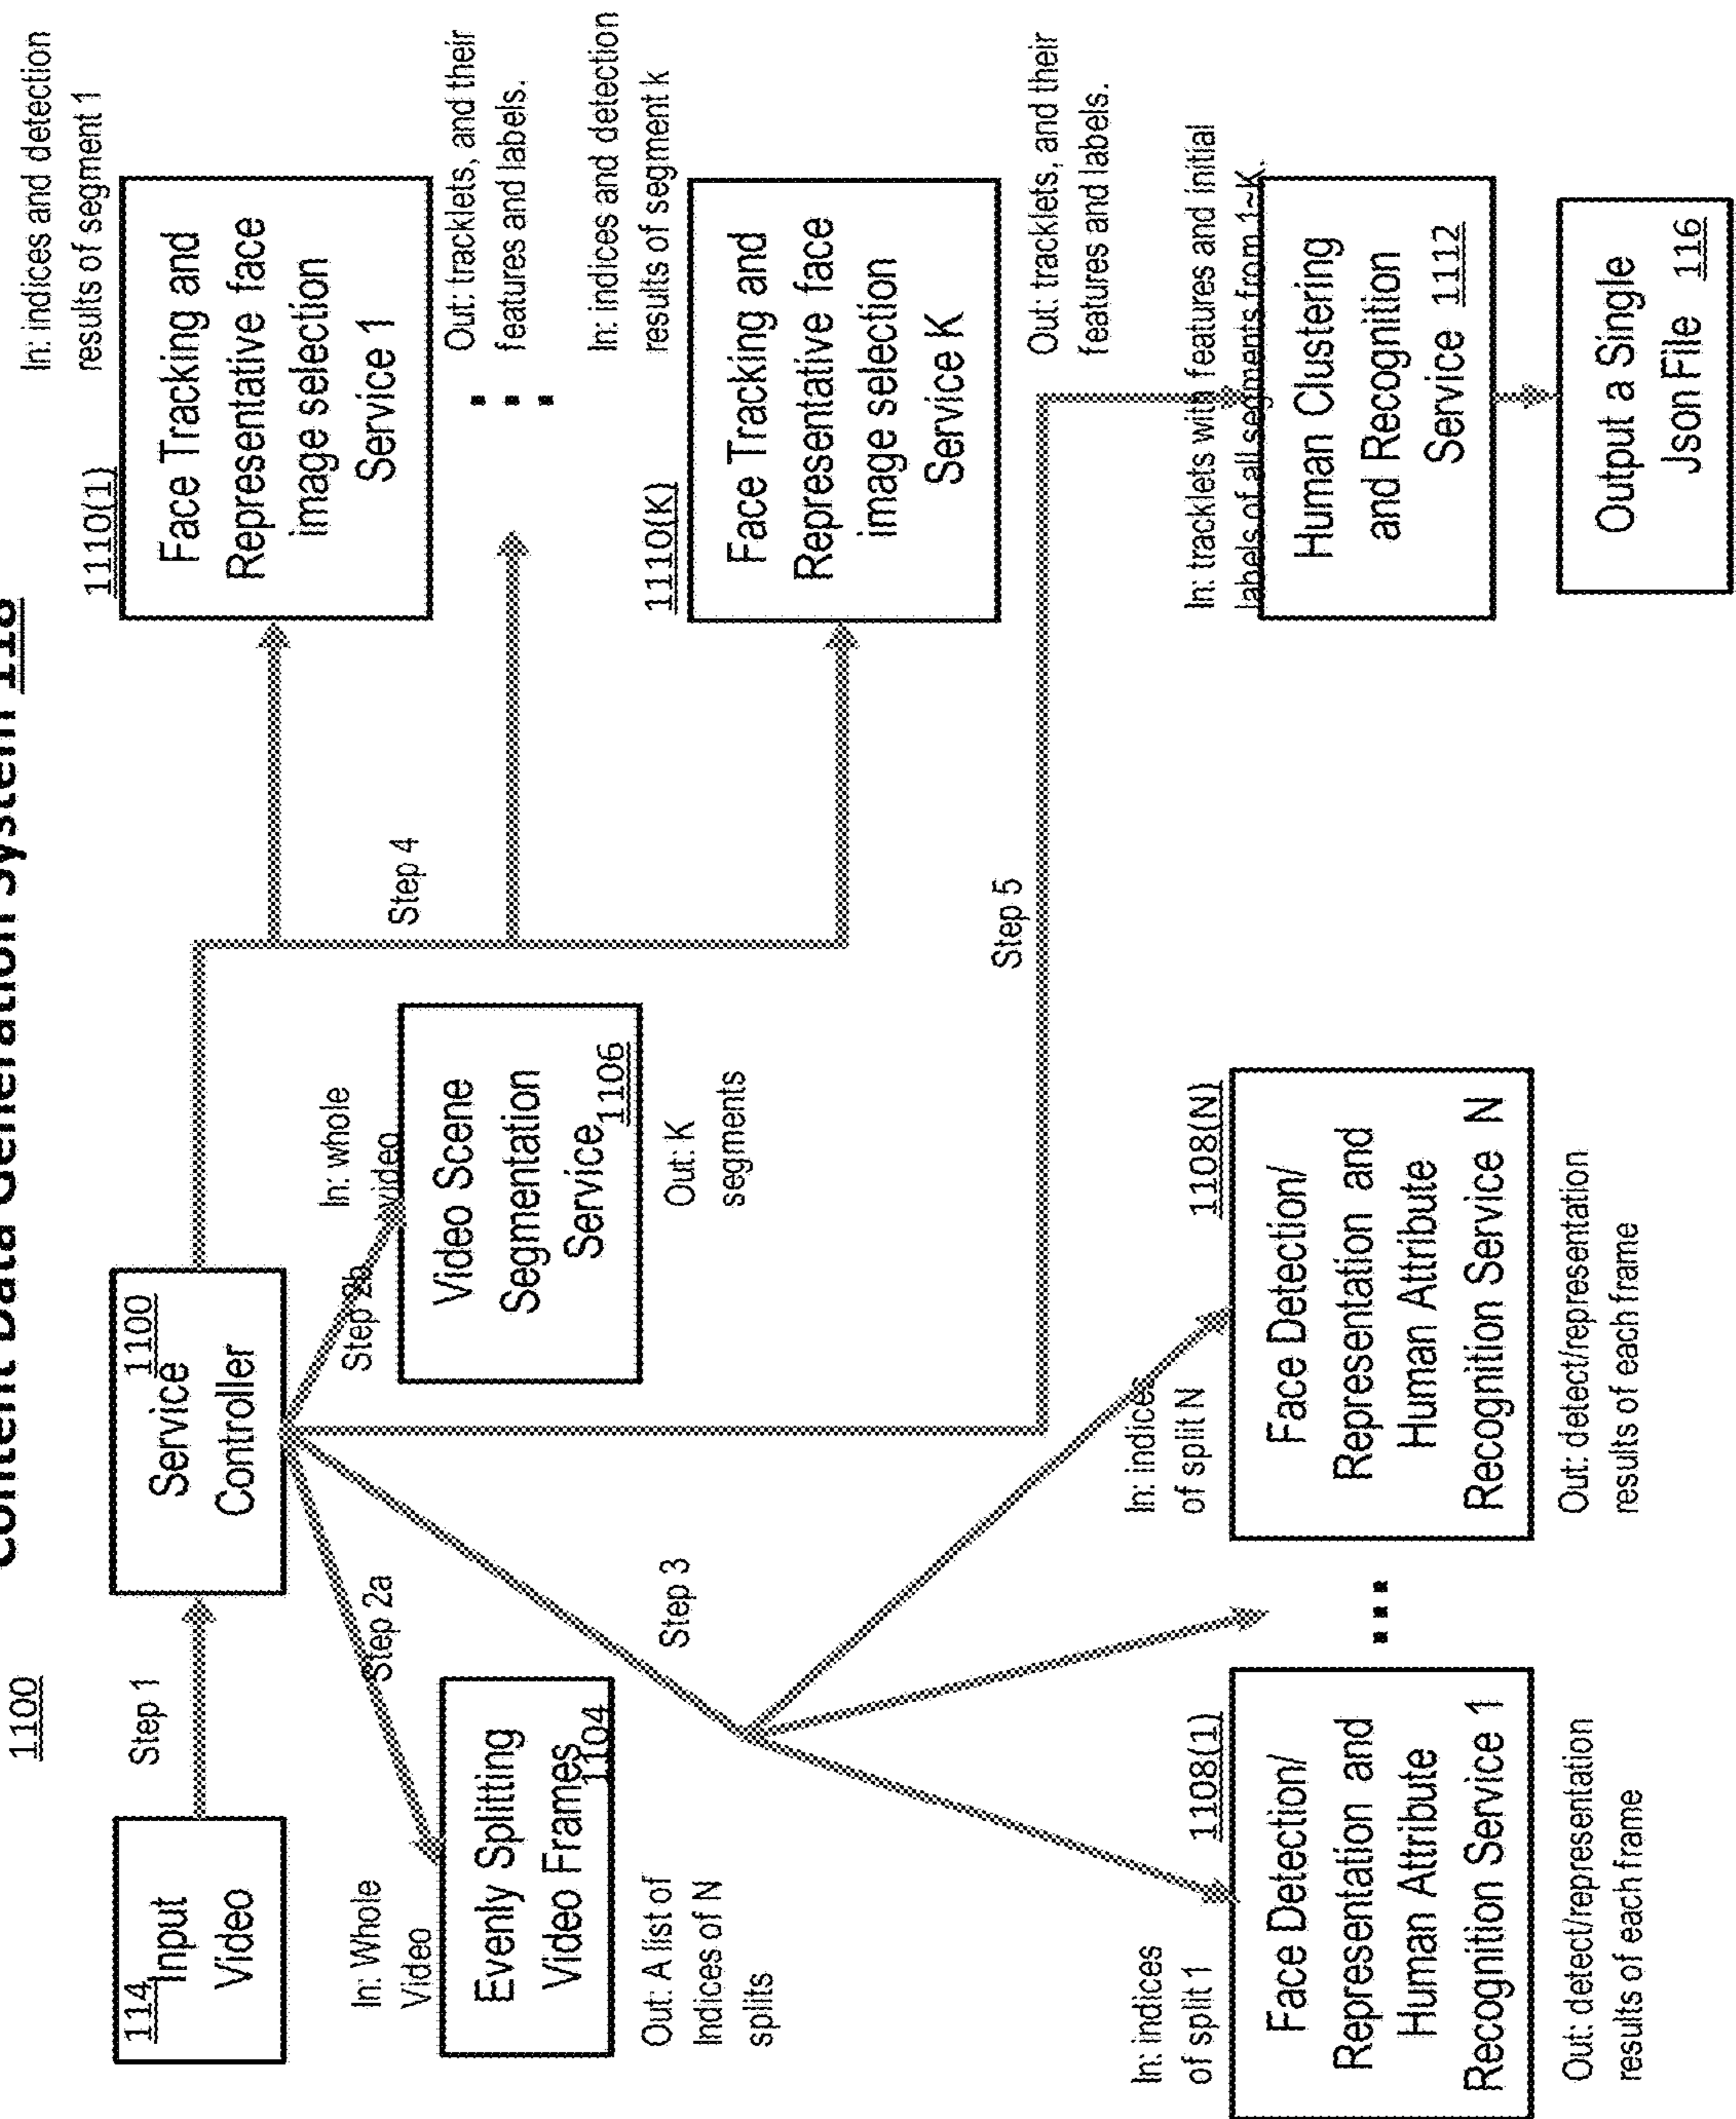 Content Data Generation System 118
1100
114
Input
Video
Step 1
1100
Service
Controller
Step 2a
In: Whole
Video
Evenly Splitting
Video Frames
1104
Out: A list of
Indices of N
splits
Step 2b
In: whole
video
Video Scene
Segmentation
Service
1106
Out: K
segments
Step 3
In: indices
of split 1
1108(1)
Face Detection/
Representation and
Human Attribute
Recognition Service 1
Out: detect/representation
results of each frame
...
In: indices
of split N
1108(N)
Face Detection/
Representation and
Human Attribute
Recognition Service N
Out: detect/representation
results of each frame
Step 4
In: indices and detection
results of segment 1
1110(1)
Face Tracking and
Representative face
image selection
Service 1
Out: tracklets, and their
features and labels.
...
In: indices and detection
results of segment k
1110(K)
Face Tracking and
Representative face
image selection
Service K
Out: tracklets, and their
features and labels.
Step 5
In: tracklets with features and initial
labels of all segments from 1~K.
Human Clustering
and Recognition
Service 1112
Output a Single
Json File 116